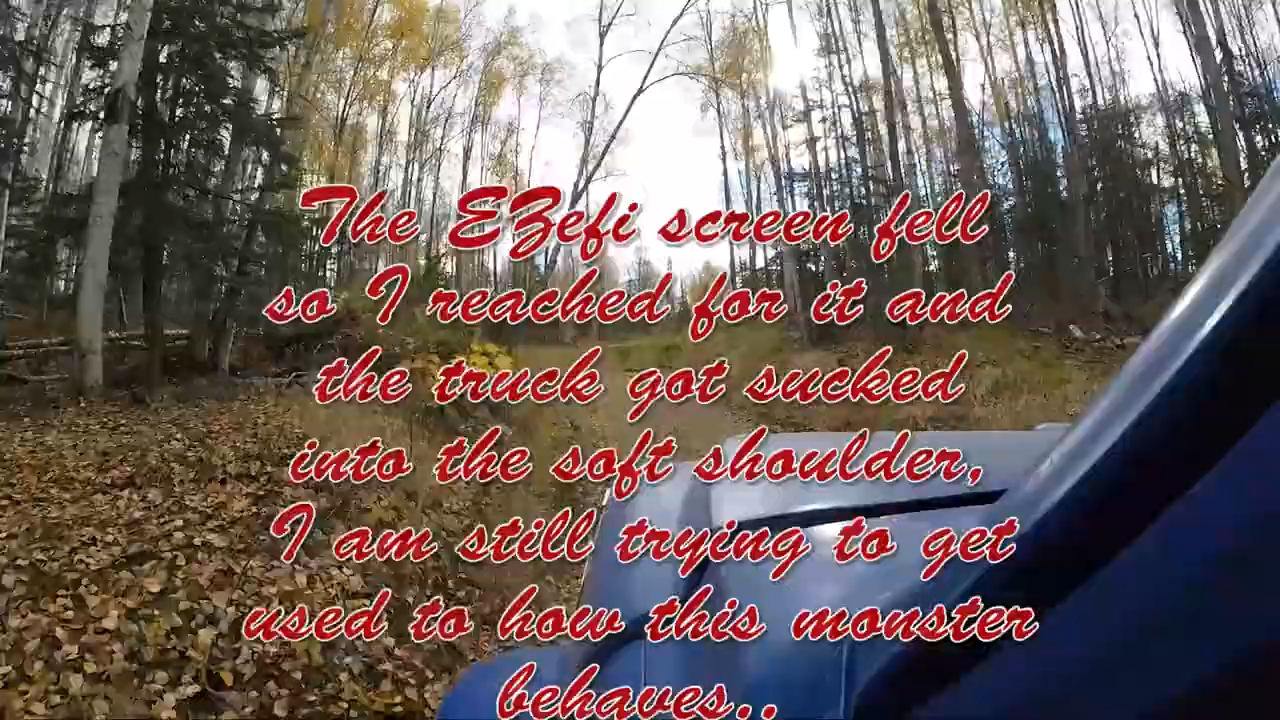 The EZefi screen fell
so I reached for it and
the truck got sucked
into the soft shoulder,
I am still trying to get
used to how this monster
behaves..